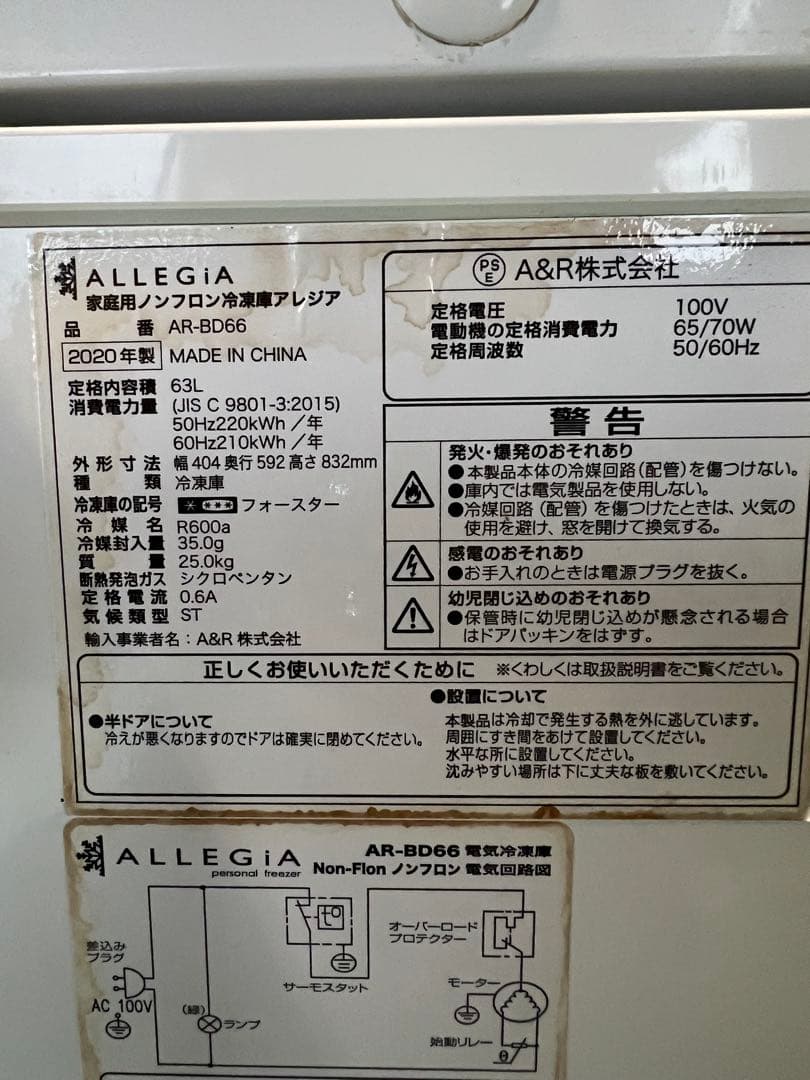 ALLEGiA
家庭用ノンフロン冷凍庫アレジア
品 番 AR-BD66
2020年製 MADE IN CHINA
定格内容積 63L
消費電力量 (JIS C 9801-3:2015)
50Hz220kWh／年
60Hz210kWh／年
外形寸法 幅404奥行592高さ832mm
種 類 冷凍庫
冷凍庫の記号 * *** フォースター
冷 媒 名 R600a
冷媒封入量 35.0g
質 量 25.0kg
断熱発泡ガス シクロペンタン
定格電流 0.6A
気候類型 ST
輸入事業者名：A&R株式会社
PSE A&R株式会社
定格電圧 100V
電動機の定格消費電力 65/70W
定格周波数 50/60Hz
警告
発火・爆発のおそれあり
●本製品本体の冷媒回路(配管)を傷つけない。
●庫内では電気製品を使用しない。
●冷媒回路(配管)を傷つけたときは、火気の
使用を避け、窓を開けて換気する。
感電のおそれあり
●お手入れのときは電源プラグを抜く。
幼児閉じ込めのおそれあり
●保管時に幼児閉じ込めが懸念される場合
はドアパッキンをはずす。
正しくお使いいただくために ※くわしくは取扱説明書をご覧ください。
●半ドアについて
冷えが悪くなりますのでドアは確実に閉めてください。
●設置について
本製品は冷却で発生する熱を外に逃しています。
周囲にすき間をあけて設置してください。
水平な所に設置してください。
沈みやすい場所は下に丈夫な板を敷いてください。
ALLEGiA
personal freezer
AR-BD66 電気冷凍庫
Non-Flon ノンフロン 電気回路図
差込み
プラグ
AC 100V
(緑)
ランプ
t°
サーモスタット
オーバーロード
プロテクター
モーター
始動リレー
θ